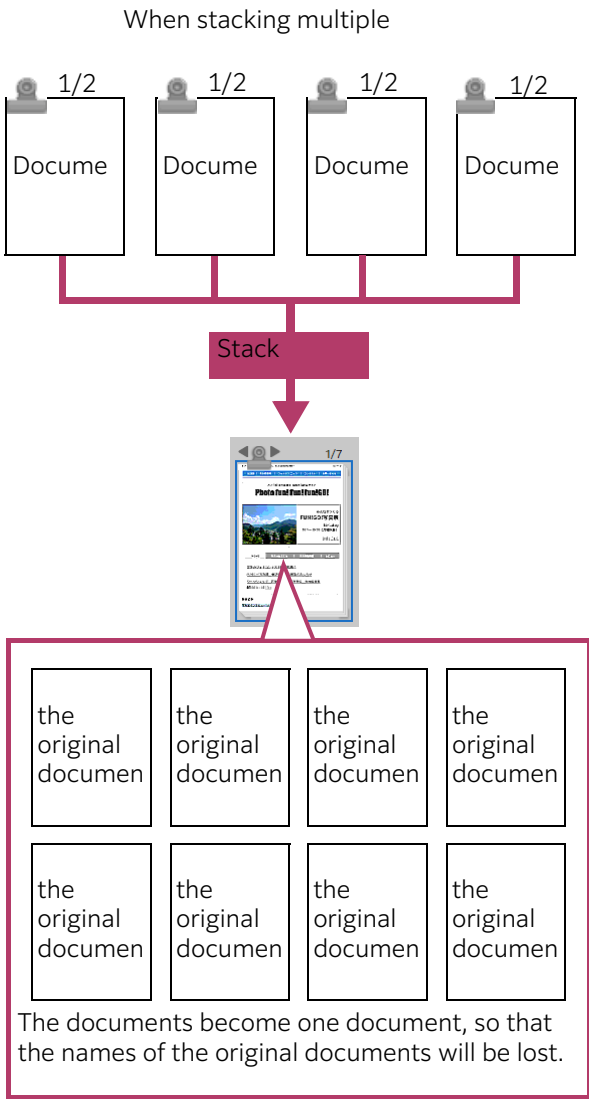 When stacking multiple
1/2 1/2 1/2 1/2
Docume Docume Docume Docume
Stack
1/7
Photo fun!fun!fun!GO!
the the the the
original original original original
documen documen documen documen
the the the the
original original original original
documen documen documen documen
The documents become one document, so that
the names of the original documents will be lost.